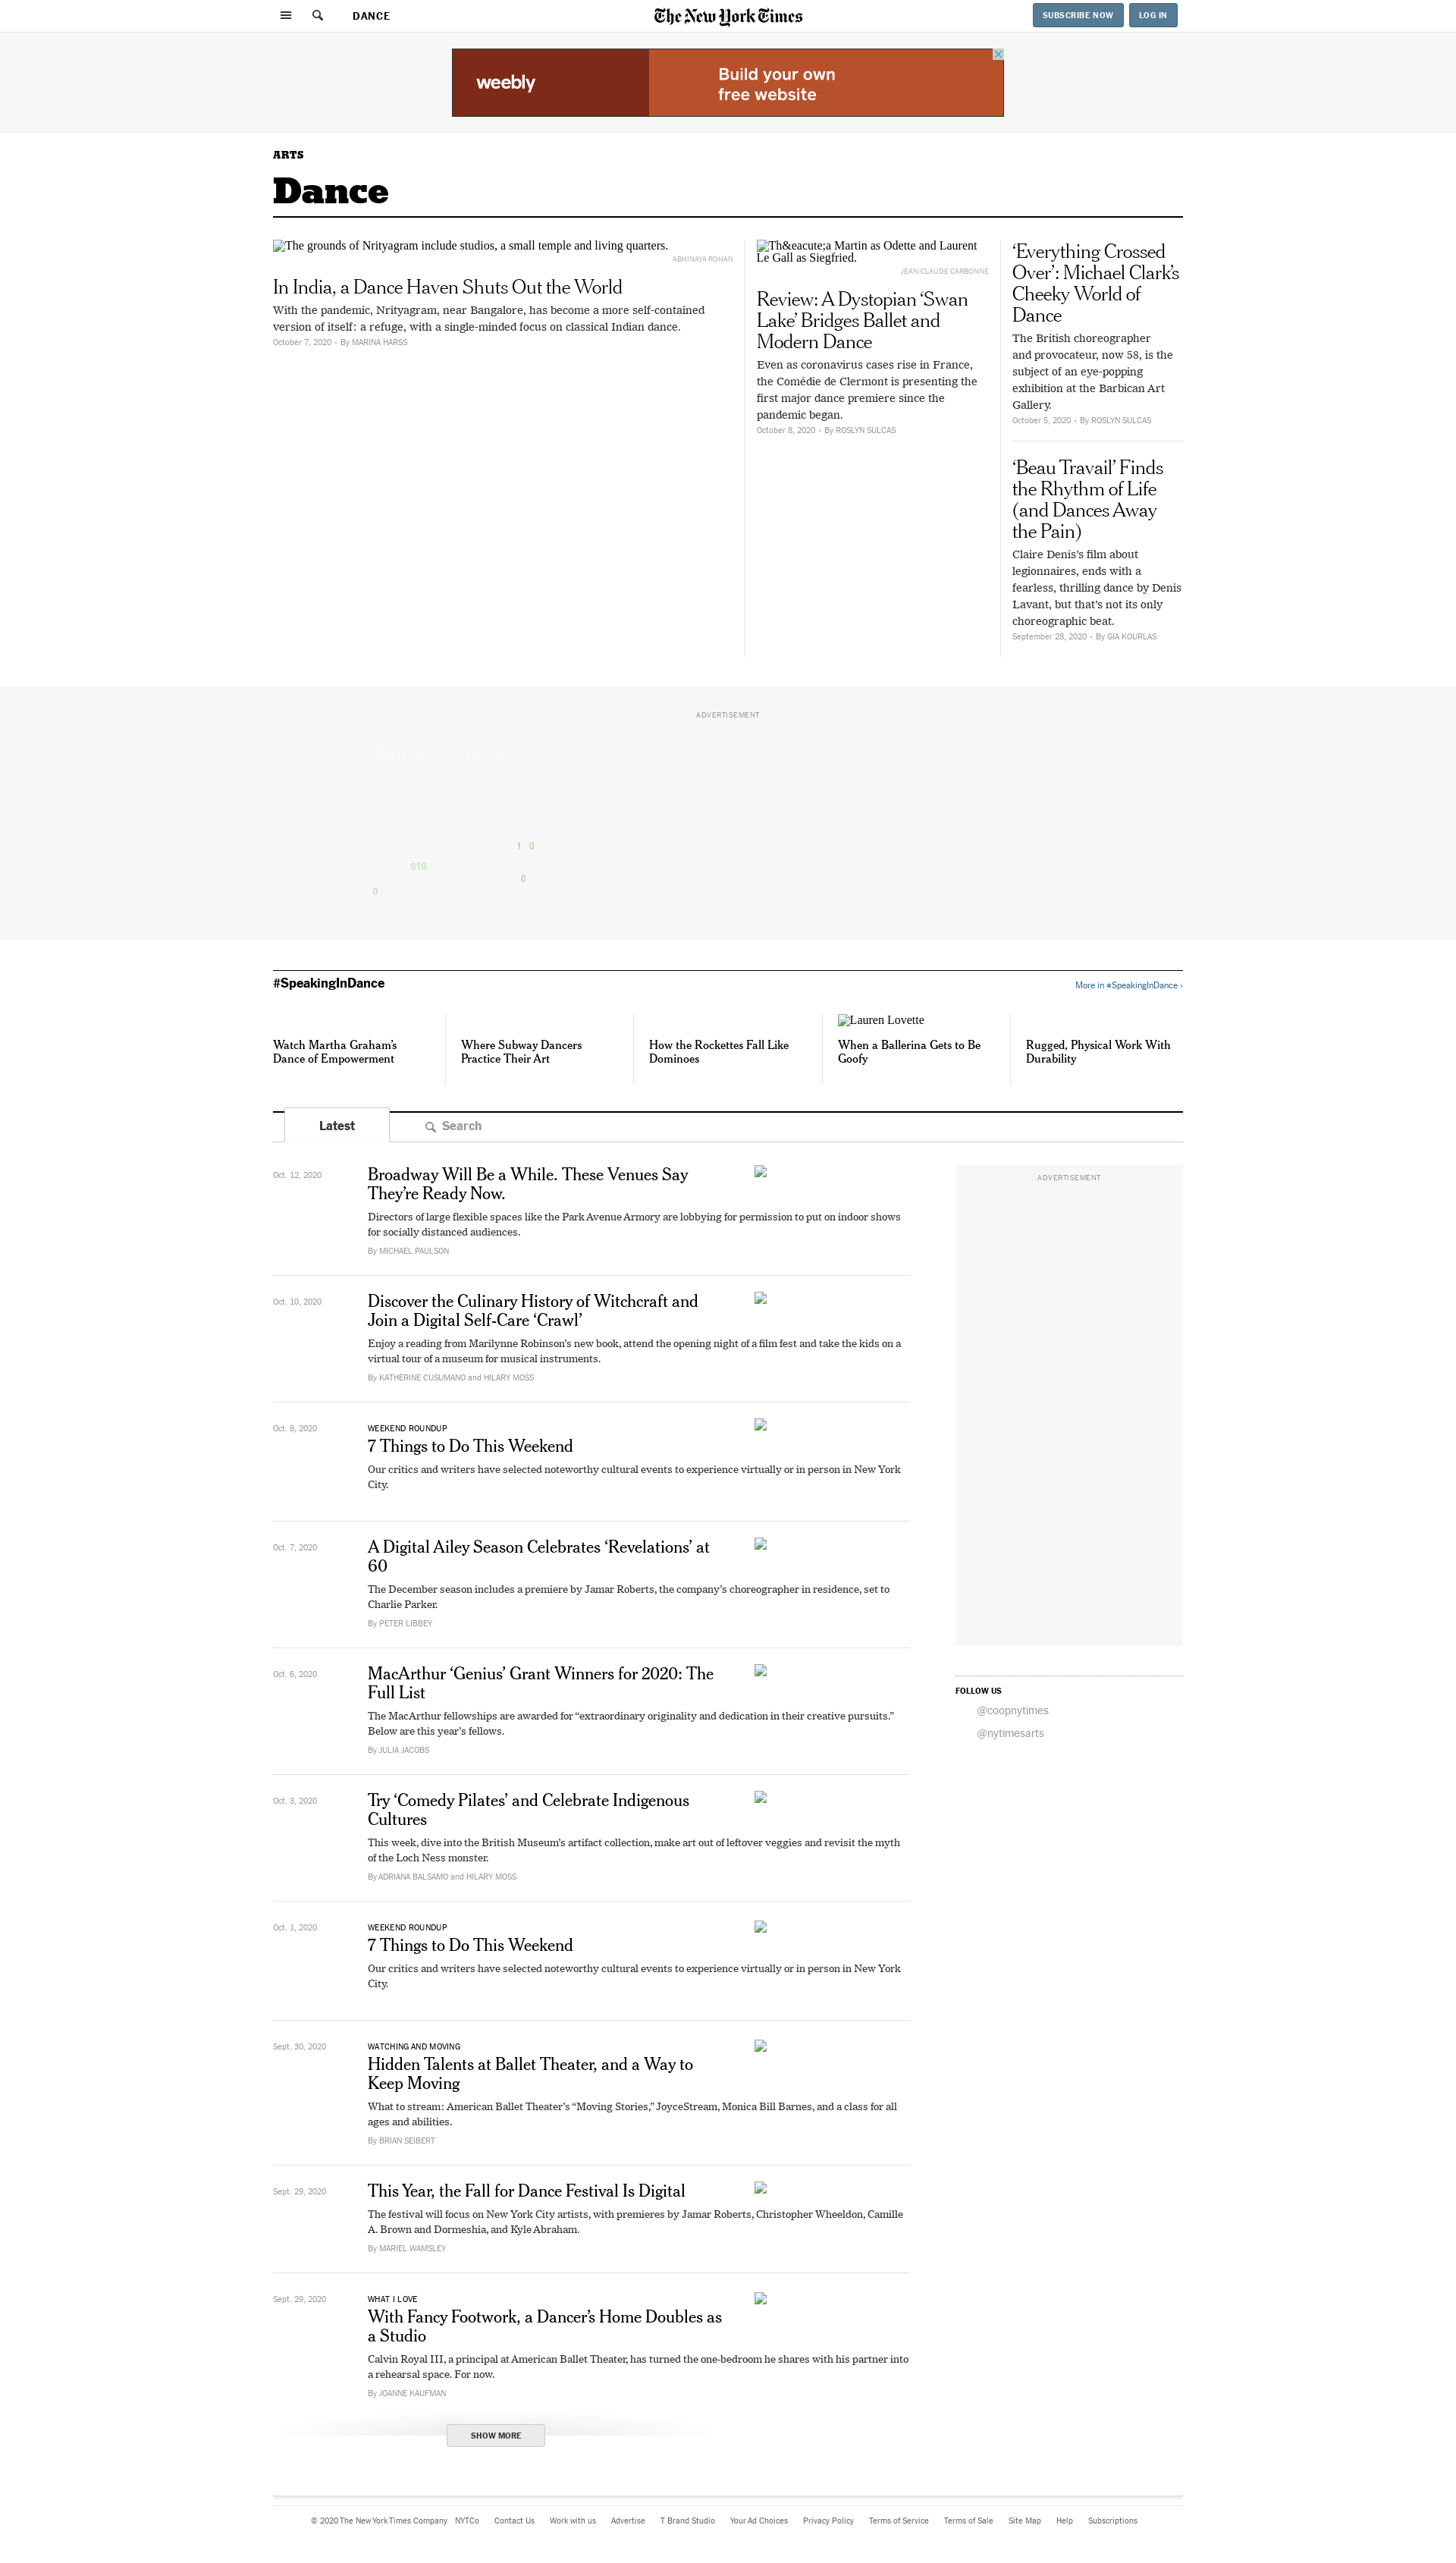 DANCE
The New York Times
SUBSCRIBE NOW
LOG IN
weebly
Build your own
free website
ARTS
Dance
The grounds of Nrityagram include studios, a small temple and living quarters.
ABHINAYA ROHAN
In India, a Dance Haven Shuts Out the World
With the pandemic, Nrityagram, near Bangalore, has become a more self-contained
version of itself: a refuge, with a single-minded focus on classical Indian dance.
October 7, 2020 • By MARINA HARSS
Th&eacute;a Martin as Odette and Laurent
Le Gall as Siegfried.
JEAN-CLAUDE CARBONNE
Review: A Dystopian ‘Swan
Lake’ Bridges Ballet and
Modern Dance
Even as coronavirus cases rise in France,
the Comédie de Clermont is presenting the
first major dance premiere since the
pandemic began.
October 8, 2020 • By ROSLYN SULCAS
‘Everything Crossed
Over’: Michael Clark’s
Cheeky World of
Dance
The British choreographer
and provocateur, now 58, is the
subject of an eye-popping
exhibition at the Barbican Art
Gallery.
October 5, 2020 • By ROSLYN SULCAS
‘Beau Travail’ Finds
the Rhythm of Life
(and Dances Away
the Pain)
Claire Denis’s film about
legionnaires, ends with a
fearless, thrilling dance by Denis
Lavant, but that’s not its only
choreographic beat.
September 28, 2020 • By GIA KOURLAS
ADVERTISEMENT
1 0
010
0
0
#SpeakingInDance
More in #SpeakingInDance ›
Watch Martha Graham’s
Dance of Empowerment
Where Subway Dancers
Practice Their Art
How the Rockettes Fall Like
Dominoes
Lauren Lovette
When a Ballerina Gets to Be
Goofy
Rugged, Physical Work With
Durability
Latest
Search
Oct. 12, 2020
Broadway Will Be a While. These Venues Say
They’re Ready Now.
Directors of large flexible spaces like the Park Avenue Armory are lobbying for permission to put on indoor shows
for socially distanced audiences.
By MICHAEL PAULSON
Oct. 10, 2020
Discover the Culinary History of Witchcraft and
Join a Digital Self-Care ‘Crawl’
Enjoy a reading from Marilynne Robinson’s new book, attend the opening night of a film fest and take the kids on a
virtual tour of a museum for musical instruments.
By KATHERINE CUSUMANO and HILARY MOSS
Oct. 8, 2020
WEEKEND ROUNDUP
7 Things to Do This Weekend
Our critics and writers have selected noteworthy cultural events to experience virtually or in person in New York
City.
Oct. 7, 2020
A Digital Ailey Season Celebrates ‘Revelations’ at
60
The December season includes a premiere by Jamar Roberts, the company’s choreographer in residence, set to
Charlie Parker.
By PETER LIBBEY
Oct. 6, 2020
MacArthur ‘Genius’ Grant Winners for 2020: The
Full List
The MacArthur fellowships are awarded for “extraordinary originality and dedication in their creative pursuits.”
Below are this year’s fellows.
By JULIA JACOBS
Oct. 3, 2020
Try ‘Comedy Pilates’ and Celebrate Indigenous
Cultures
This week, dive into the British Museum’s artifact collection, make art out of leftover veggies and revisit the myth
of the Loch Ness monster.
By ADRIANA BALSAMO and HILARY MOSS
Oct. 1, 2020
WEEKEND ROUNDUP
7 Things to Do This Weekend
Our critics and writers have selected noteworthy cultural events to experience virtually or in person in New York
City.
Sept. 30, 2020
WATCHING AND MOVING
Hidden Talents at Ballet Theater, and a Way to
Keep Moving
What to stream: American Ballet Theater’s “Moving Stories,” JoyceStream, Monica Bill Barnes, and a class for all
ages and abilities.
By BRIAN SEIBERT
Sept. 29, 2020
This Year, the Fall for Dance Festival Is Digital
The festival will focus on New York City artists, with premieres by Jamar Roberts, Christopher Wheeldon, Camille
A. Brown and Dormeshia, and Kyle Abraham.
By MARIEL WAMSLEY
Sept. 29, 2020
WHAT I LOVE
With Fancy Footwork, a Dancer’s Home Doubles as
a Studio
Calvin Royal III, a principal at American Ballet Theater, has turned the one-bedroom he shares with his partner into
a rehearsal space. For now.
By JOANNE KAUFMAN
SHOW MORE
ADVERTISEMENT
FOLLOW US
@coopnytimes
@nytimesarts
© 2020 The New York Times Company NYTCo Contact Us Work with us Advertise T Brand Studio Your Ad Choices Privacy Policy Terms of Service Terms of Sale Site Map Help Subscriptions